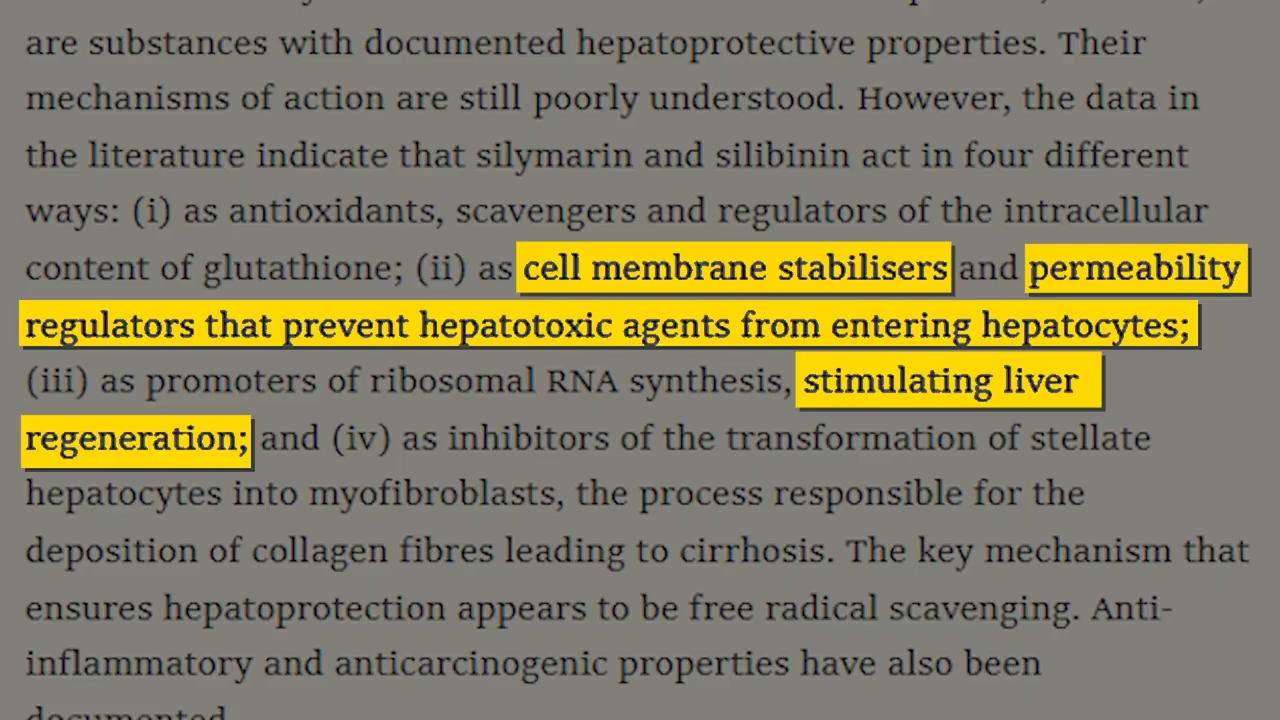 are substances with documented hepatoprotective properties. Their
mechanisms of action are still poorly understood. However, the data in
the literature indicate that silymarin and silibinin act in four different
ways: (i) as antioxidants, scavengers and regulators of the intracellular
content of glutathione; (ii) as cell membrane stabilisers and permeability
regulators that prevent hepatotoxic agents from entering hepatocytes;
(iii) as promoters of ribosomal RNA synthesis, stimulating liver
regeneration; and (iv) as inhibitors of the transformation of stellate
hepatocytes into myofibroblasts, the process responsible for the
deposition of collagen fibres leading to cirrhosis. The key mechanism that
ensures hepatoprotection appears to be free radical scavenging. Anti-
inflammatory and anticarcinogenic properties have also been
documented.